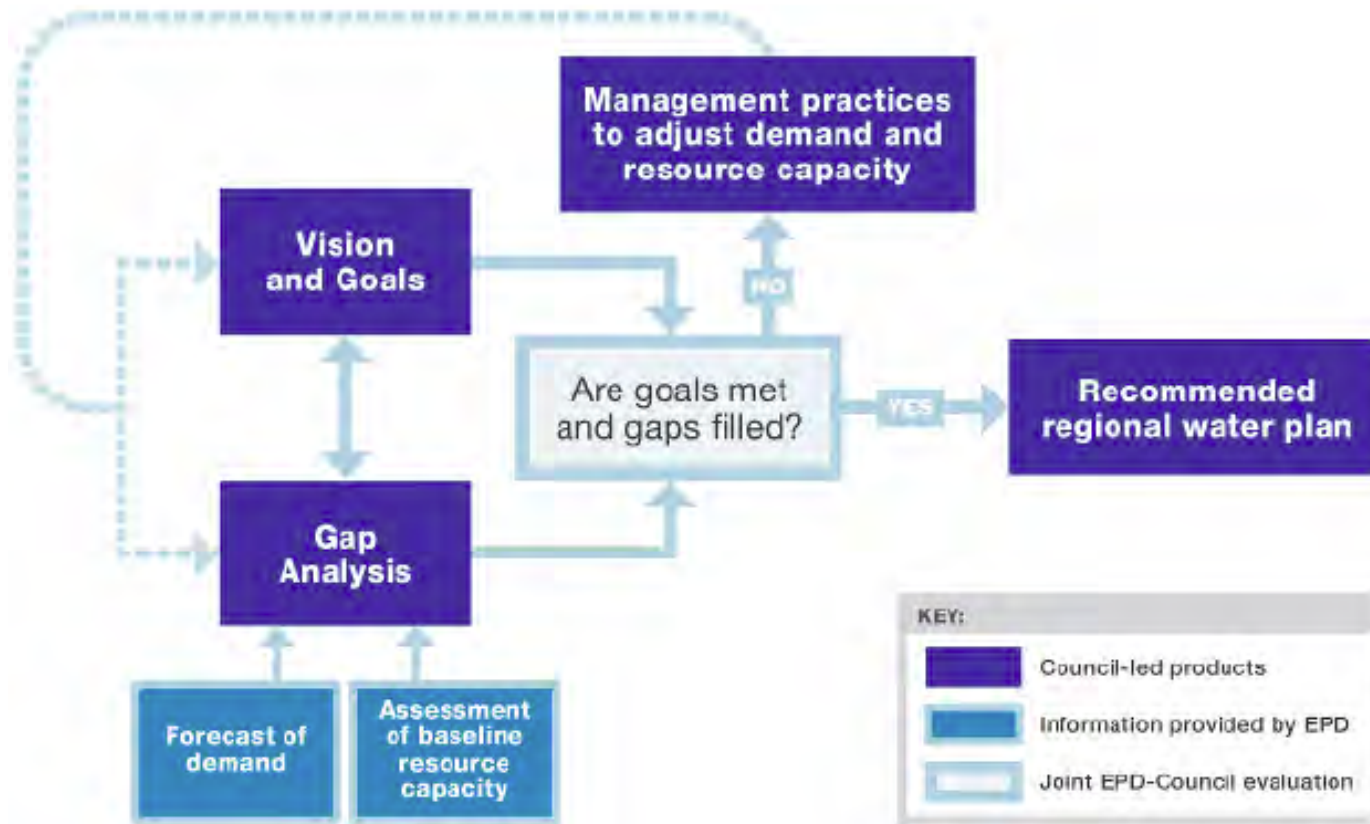 Management practices
to adjust demand and
resource capacity
Vision
and Goals
NO
Are goals met
and gaps filled?
YES
Recommended
regional water plan
Gap
Analysis
Forecast of
demand
Assessment
of baseline
resource
capacity
KEY:
Council-led products
Information provided by EPD
Joint EPD-Council evaluation